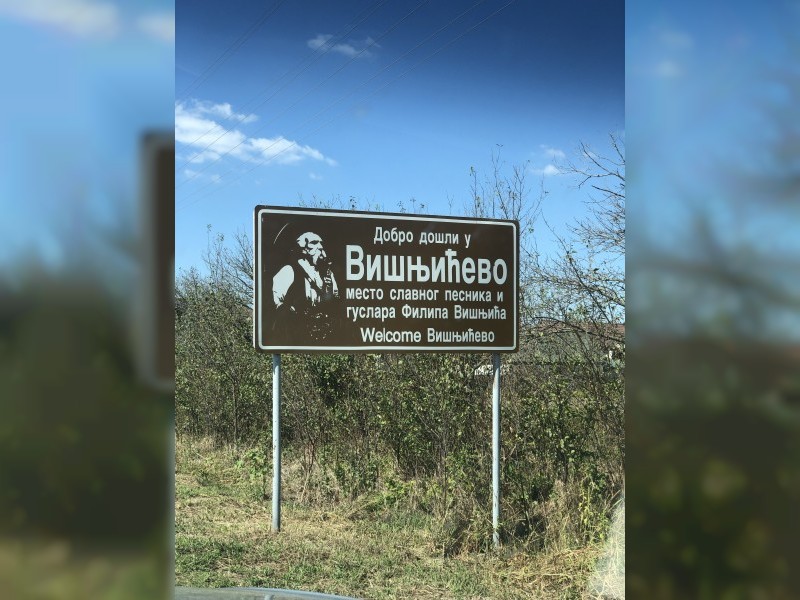 Добро дошли у
Вишњићево
место славног песника и
гуслара Филипа Вишњића
Welcome Вишњићево